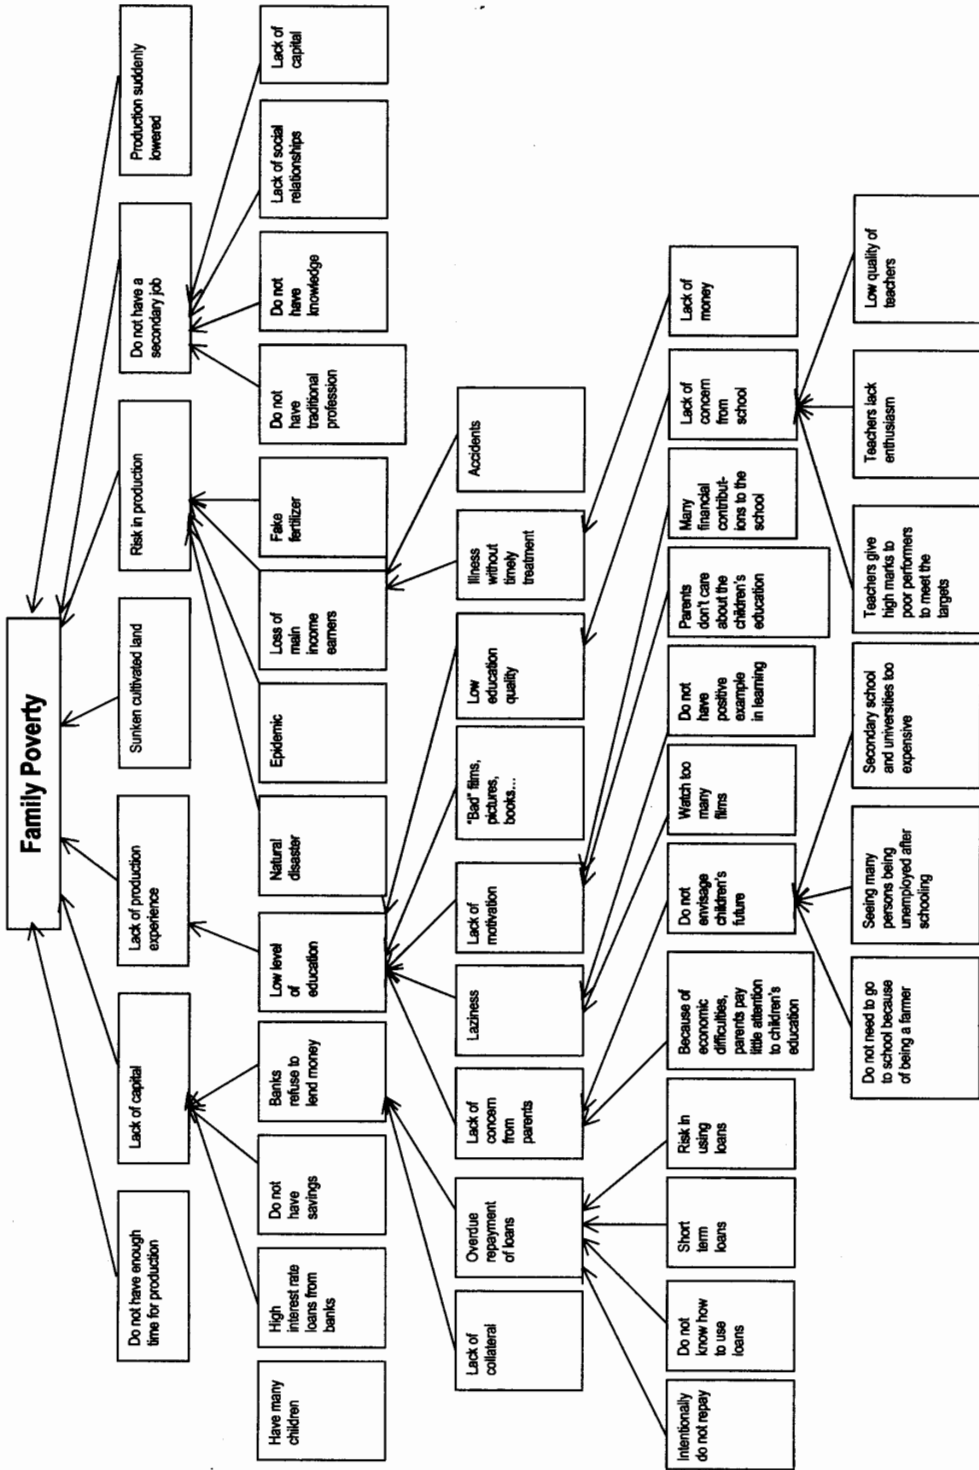 Family Poverty
Do not have enough
time for production
Lack of capital
Lack of production
experience
Sunken cultivated land
Risk in production
Do not have a
secondary job
Production suddenly
lowered
Have many
children
High
interest rate
loans from
banks
Do not
have
savings
Banks
refuse to
lend money
Low level
of
education
Natural
disaster
Epidemic
Loss of
main
income
earners
Fake
fertilizer
Do not
have
traditional
profession
Do not
have
knowledge
Lack of social
relationships
Lack of
capital
Lack of
collateral
Overdue
repayment
of loans
Lack of
concern
from
parents
Laziness
Lack of
motivation
"Bad" films,
pictures,
books...
Low
education
quality
Illness
without
timely
treatment
Accidents
Intentionally
do not repay
Do not
know how
to use
loans
Short
term
loans
Risk in
using
loans
Because of
economic
difficulties,
parents pay
little attention
to children's
education
Do not
envisage
children's
future
Watch too
many
films
Do not
have
positive
example
in learning
Parents
don't care
about the
children's
education
Many
financial
contribut-
ions to the
school
Lack of
concern
from
school
Lack of
money
Do not need to go
to school because
of being a farmer
Seeing many
persons being
unemployed after
schooling
Secondary school
and universities too
expensive
Teachers give
high marks to
poor performers
to meet the
targets
Teachers lack
enthusiasm
Low quality of
teachers